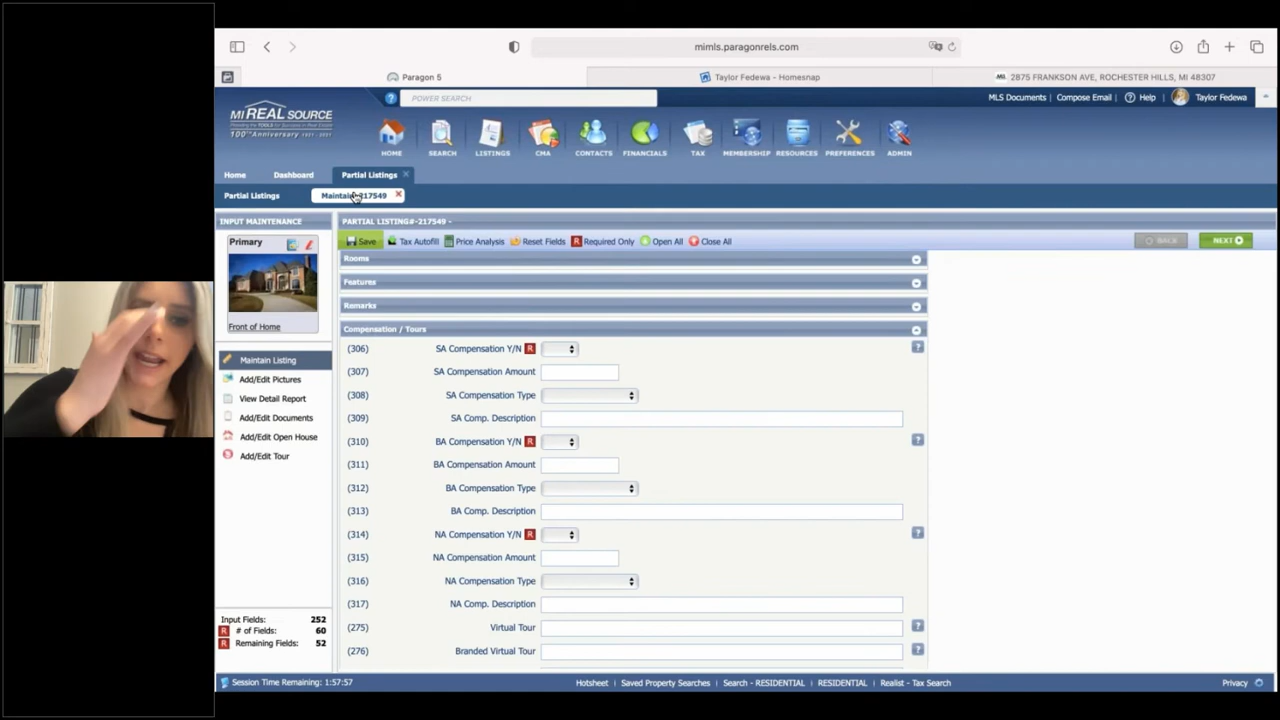 mimls.paragonrels.com
Paragon 5
Taylor Fedewa - Homesnap
2875 FRANKSON AVE, ROCHESTER HILLS, MI 48307
? POWER SEARCH
MLS Documents Compose Email ? Help Taylor Fedewa
MIREALSOURCE
100th Anniversary
HOME SEARCH LISTINGS CMA CONTACTS FINANCIALS TAX MEMBERSHIP RESOURCES PREFERENCES ADMIN
Home Dashboard Partial Listings
Partial Listings Maintain 217549
INPUT MAINTENANCE
Primary
Front of Home
Maintain Listing
Add/Edit Pictures
View Detail Report
Add/Edit Documents
Add/Edit Open House
Add/Edit Tour
Input Fields: 252
R # of Fields: 60
R Remaining Fields: 52
PARTIAL LISTING#-217549 -
Save Tax Autofill Price Analysis Reset Fields R Required Only Open All Close All BACK NEXT
Rooms
Features
Remarks
Compensation / Tours
(306) SA Compensation Y/N R ?
(307) SA Compensation Amount
(308) SA Compensation Type
(309) SA Comp. Description
(310) BA Compensation Y/N R ?
(311) BA Compensation Amount
(312) BA Compensation Type
(313) BA Comp. Description
(314) NA Compensation Y/N R ?
(315) NA Compensation Amount
(316) NA Compensation Type
(317) NA Comp. Description
(275) Virtual Tour ?
(276) Branded Virtual Tour ?
Session Time Remaining: 1:57:57 Hotsheet Saved Property Searches Search - RESIDENTIAL RESIDENTIAL Realist - Tax Search Privacy